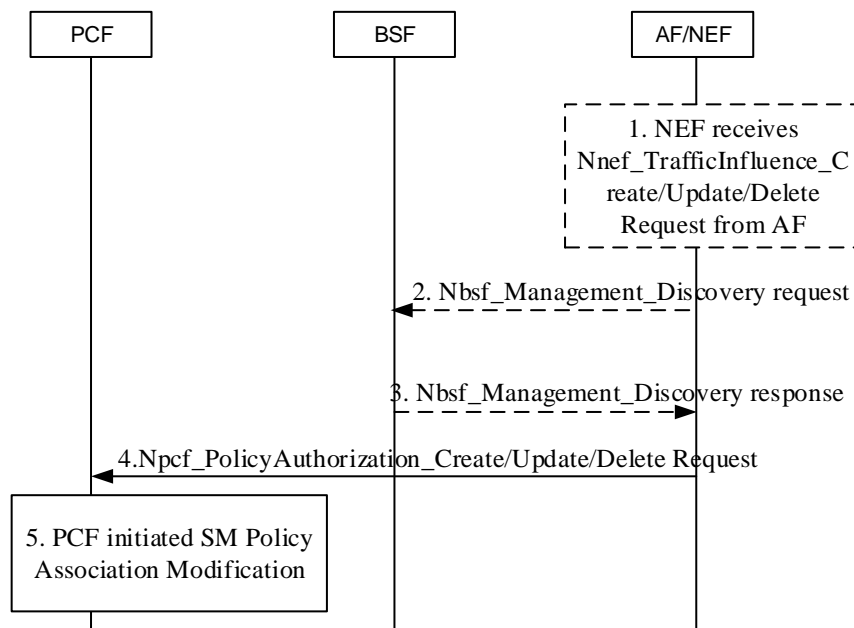 PCF
BSF
AF/NEF
1. NEF receives
Nnef_TrafficInfluence_C
reate/Update/Delete
Request from AF
2. Nbsf_Management_Discovery request
3. Nbsf_Management_Discovery response
4.Npcf_PolicyAuthorization_Create/Update/Delete Request
5. PCF initiated SM Policy
Association Modification